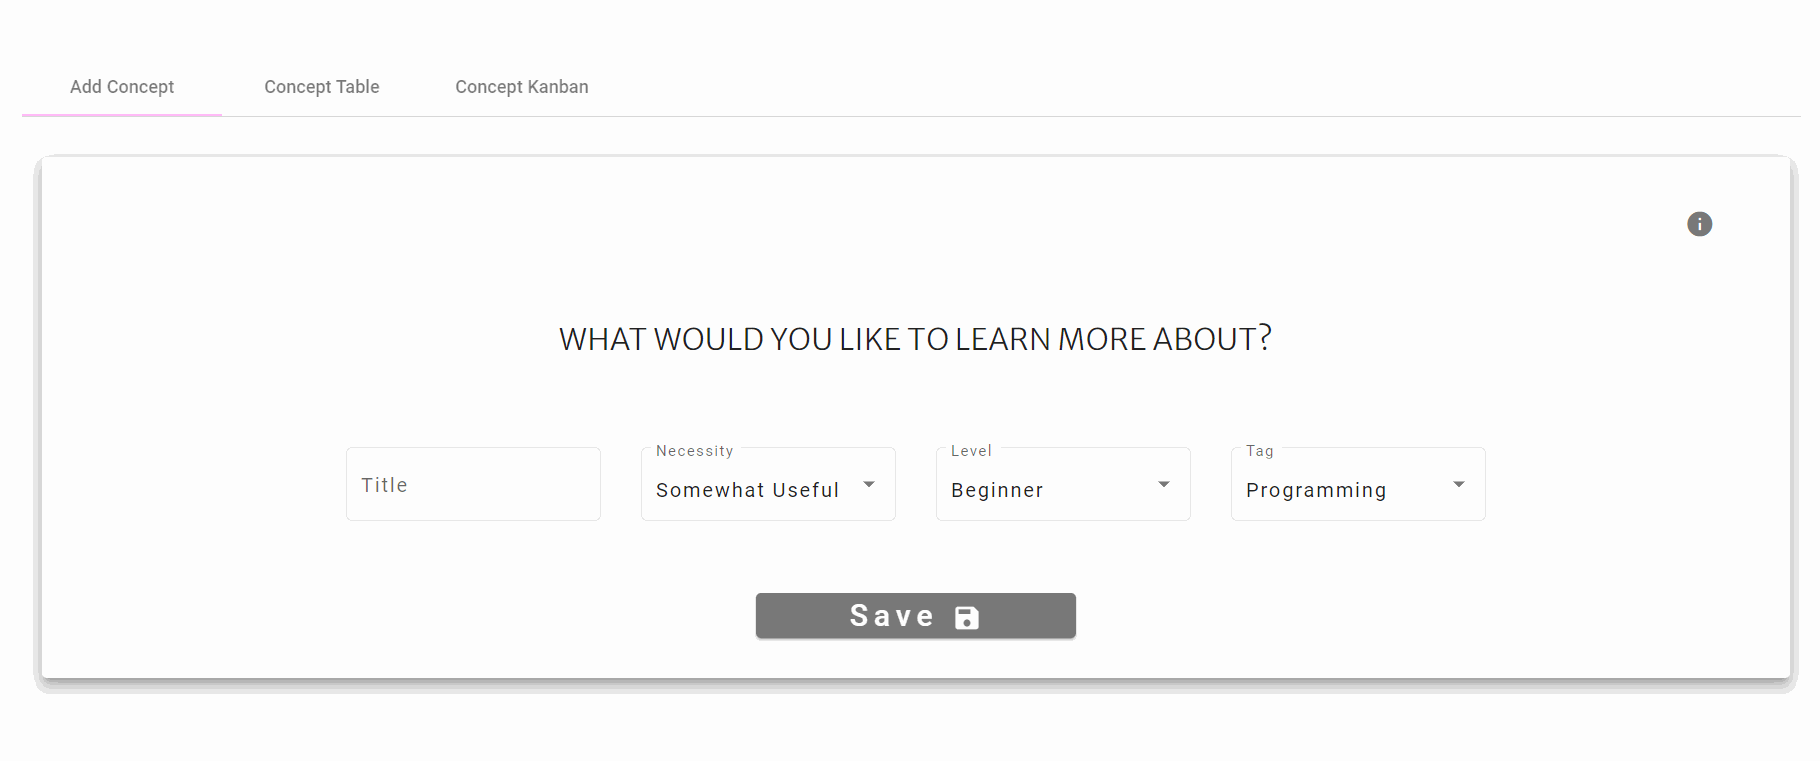 Add Concept Concept Table Concept Kanban
WHAT WOULD YOU LIKE TO LEARN MORE ABOUT?
Necessity Level Tag
Title Somewhat Useful Beginner Programming
Save